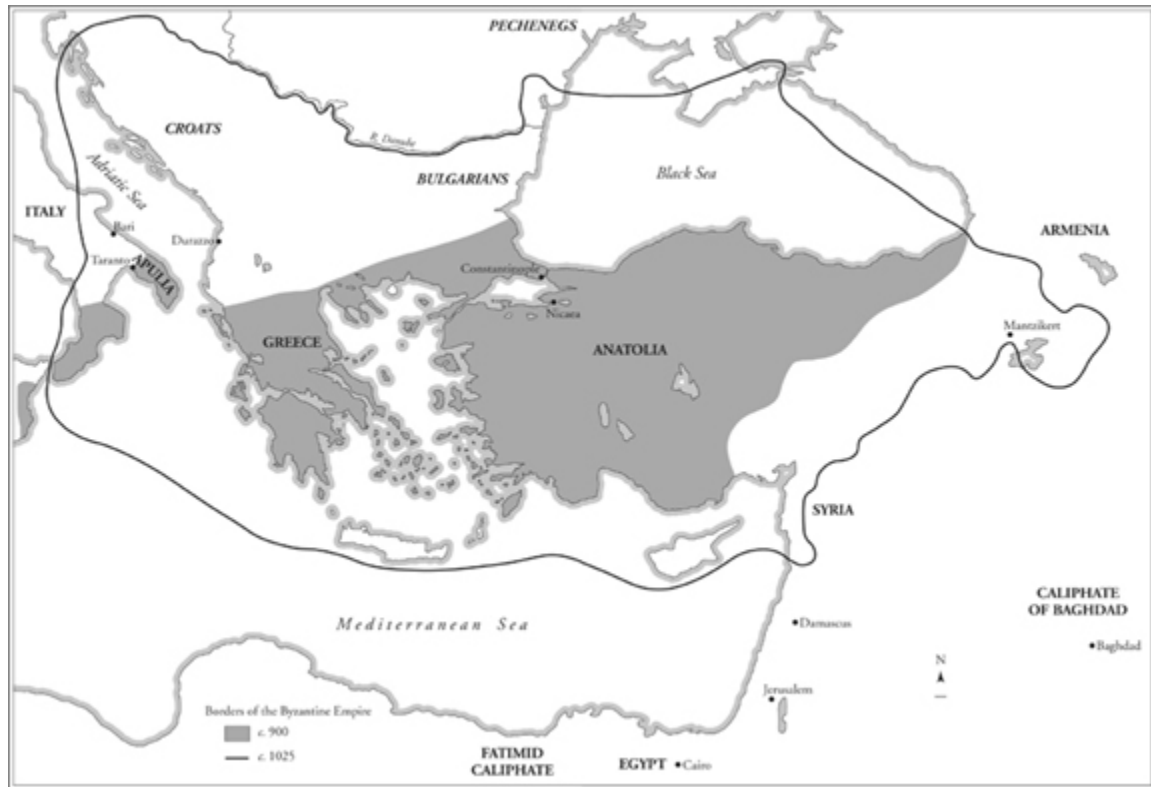 PECHENEGS
CROATS
R. Danube
Adriatic Sea
BULGARIANS
Black Sea
ITALY
Bari
Durazzo
ARMENIA
Taranto
APULIA
Constantinople
Nicaea
Mantzikert
GREECE
ANATOLIA
SYRIA
CALIPHATE
OF BAGHDAD
Mediterranean Sea
Damascus
Baghdad
N
Jerusalem
Borders of the Byzantine Empire
c. 900
c. 1025
FATIMID
CALIPHATE
EGYPT
Cairo